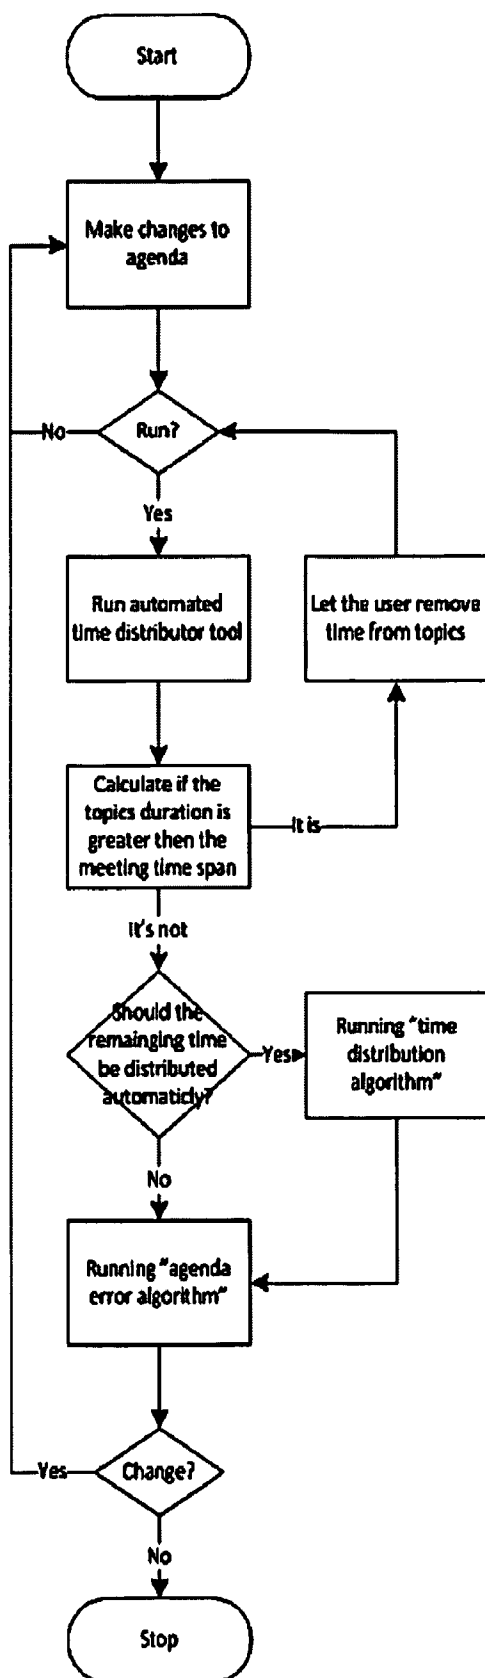 Start
Make changes to
agenda
No
Run?
Yes
Run automated
time distributor tool
Let the user remove
time from topics
Calculate if the
topics duration is
greater then the
meeting time span
It is
It's not
Should the
remainging time
be distributed
automaticly?
Yes
Running "time
distribution
algorithm"
No
Running "agenda
error algorithm"
Yes
Change?
No
Stop